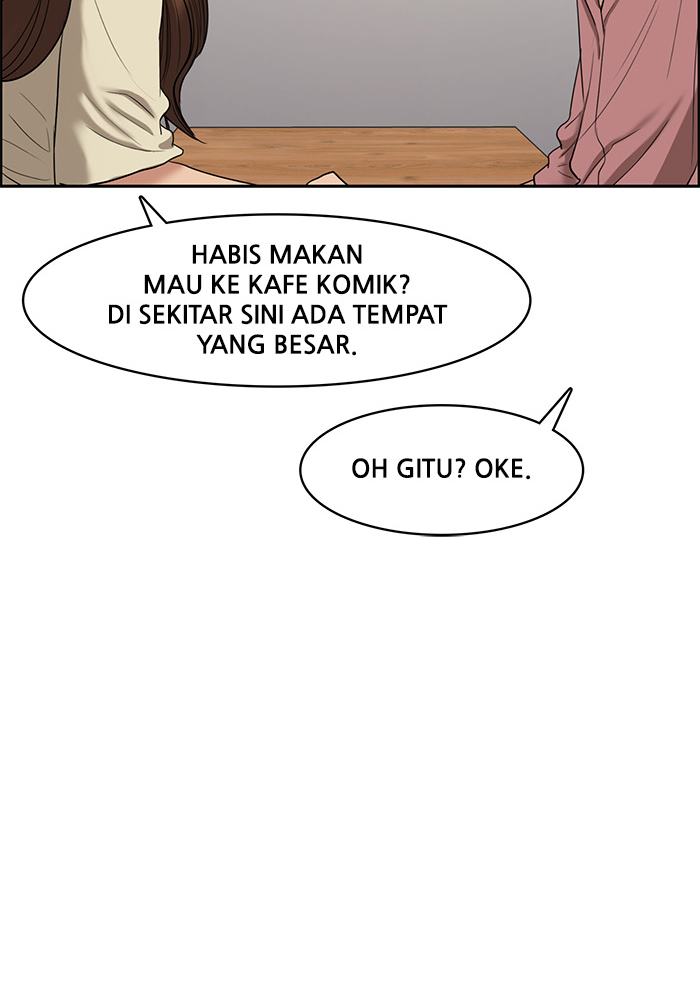 HABIS MAKAN
MAU KE KAFE KOMIK?
DI SEKITAR SINI ADA TEMPAT
YANG BESAR.
OH GITU? OKE.